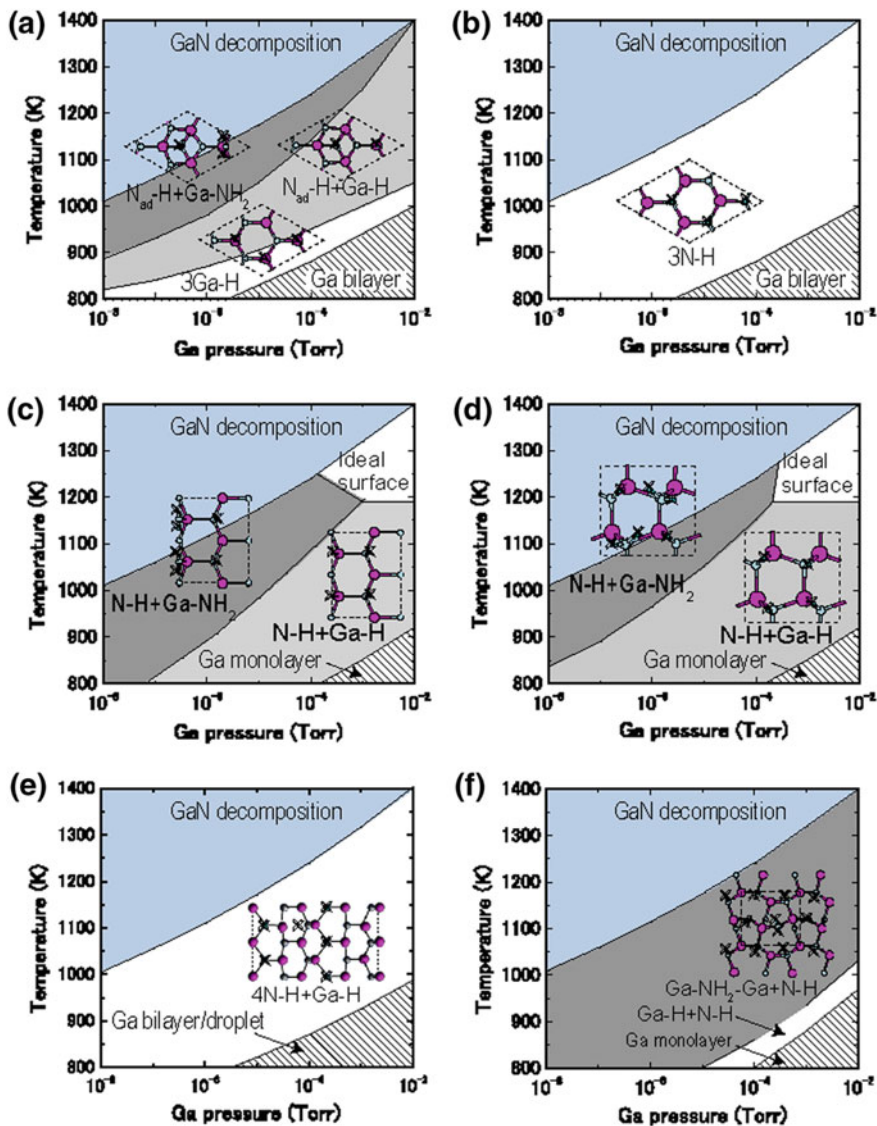 (a)
1400
1300
1200
1100
1000
900
800
Temperature (K)
GaN decomposition
N_ad-H+Ga-NH₂
N_ad-H+Ga-H
3Ga-H
Ga bilayer
10⁻⁸ 10⁻⁶ 10⁻⁴ 10⁻²
Ga pressure (Torr)
(b)
1400
1300
1200
1100
1000
900
800
Temperature (K)
GaN decomposition
3N-H
Ga bilayer
10⁻⁸ 10⁻⁶ 10⁻⁴ 10⁻²
Ga pressure (Torr)
(c)
1400
1300
1200
1100
1000
900
800
Temperature (K)
GaN decomposition
Ideal
surface
N-H+Ga-NH₂
N-H+Ga-H
Ga monolayer
10⁻⁸ 10⁻⁶ 10⁻⁴ 10⁻²
Ga pressure (Torr)
(d)
1400
1300
1200
1100
1000
900
800
Temperature (K)
GaN decomposition
Ideal
surface
N-H+Ga-NH₂
N-H+Ga-H
Ga monolayer
10⁻⁸ 10⁻⁶ 10⁻⁴ 10⁻²
Ga pressure (Torr)
(e)
1400
1300
1200
1100
1000
900
800
Temperature (K)
GaN decomposition
4N-H+Ga-H
Ga bilayer/droplet
10⁻⁸ 10⁻⁶ 10⁻⁴ 10⁻²
Ga pressure (Torr)
(f)
1400
1300
1200
1100
1000
900
800
Temperature (K)
GaN decomposition
Ga-NH₂-Ga+N-H
Ga-H+N-H
Ga monolayer
10⁻⁸ 10⁻⁶ 10⁻⁴ 10⁻²
Ga pressure (Torr)